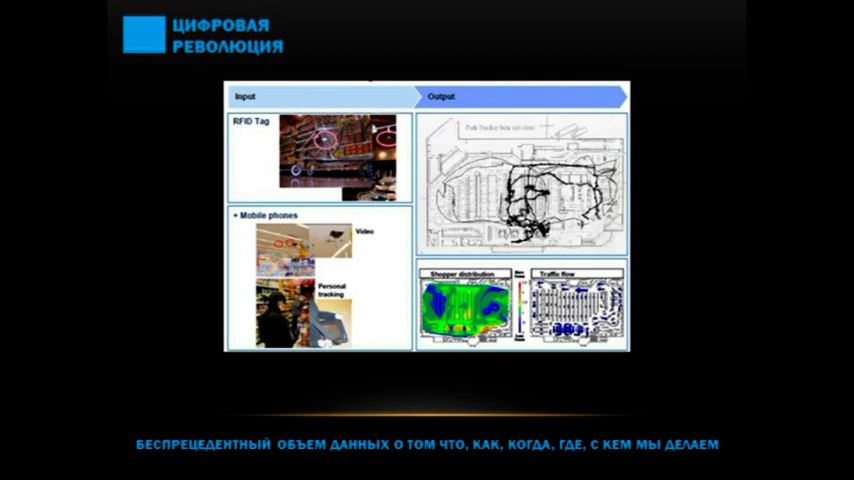 ЦИФРОВАЯ
РЕВОЛЮЦИЯ
Input
Output
RFID Tag
+ Mobile phones
Video
Personal
tracking
Shopper distribution
Traffic flow
БЕСПРЕЦЕДЕНТНЫЙ ОБЪЕМ ДАННЫХ О ТОМ ЧТО, КАК, КОГДА, ГДЕ, С КЕМ МЫ ДЕЛАЕМ